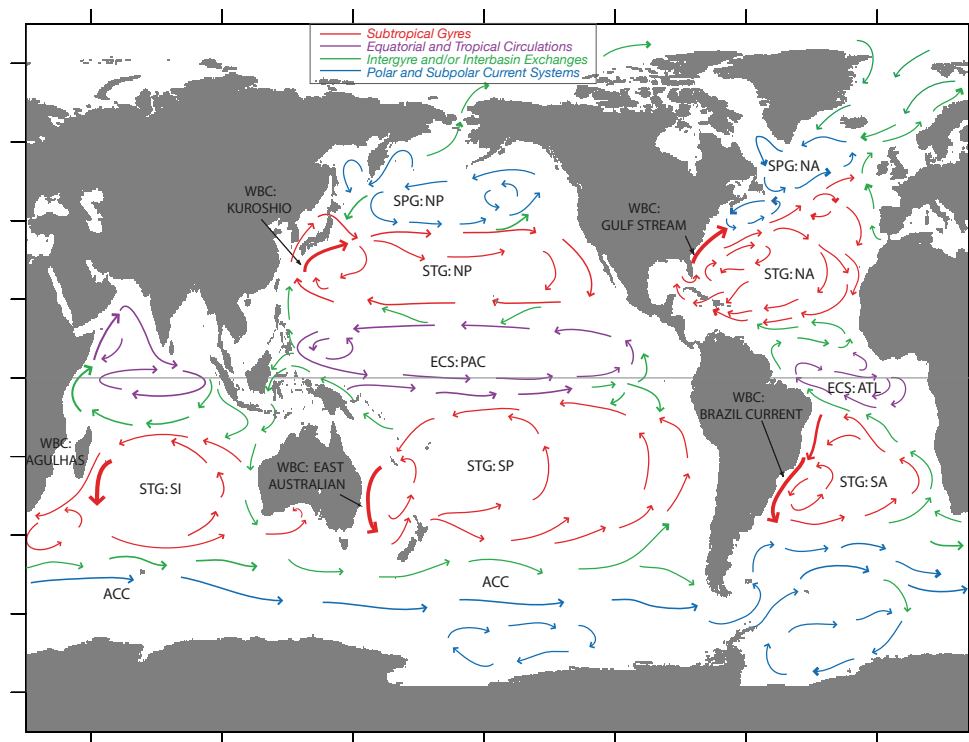 Subtropical Gyres
Equatorial and Tropical Circulations
Intergyre and/or Interbasin Exchanges
Polar and Subpolar Current Systems
SPG: NA
WBC:
KUROSHIO
SPG: NP
WBC:
GULF STREAM
STG: NP
STG: NA
ECS: PAC
ECS: ATL
WBC:
BRAZIL CURRENT
WBC:
AGULHAS
WBC: EAST
AUSTRALIAN
STG: SP
STG: SI
STG: SA
ACC
ACC